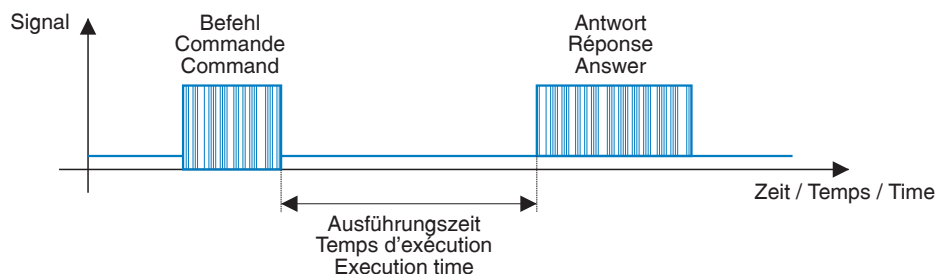 Signal
Befehl
Commande
Command
Antwort
Réponse
Answer
Zeit / Temps / Time
Ausführungszeit
Temps d'exécution
Execution time